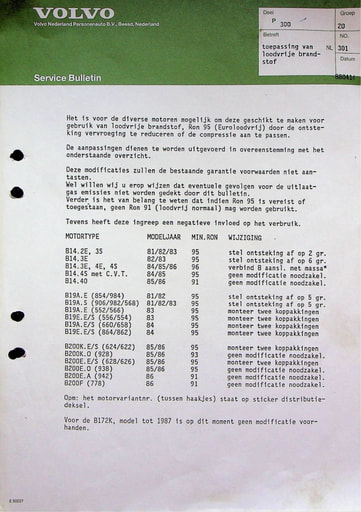 VOLVO
Volvo Nederland Personenauto B.V., Beesd, Nederland
Service Bulletin
Deel
P 300
Groep
20
Betreft
toepassing van loodvrije brand-
stof
NL
NO.
301
Datum
Het is voor de diverse motoren mogelijk om deze geschikt te maken voor
gebruik van loodvrije brandstof, Ron 95 (Euroloodvrij) door de ontste-
king vervroeging te reduceren of de compressie aan te passen.
De aanpassingen dienen te worden uitgevoerd in overeenstemming met het
onderstaande overzicht.
Deze modificaties zullen de bestaande garantie voorwaarden niet aan-
tasten.
Wel willen wij u erop wijzen dat eventuele gevolgen voor de uitlaat-
gas emissies niet worden gedekt door dit bulletin.
Verder is het van belang te weten dat indien Ron 95 is vereist of
toegestaan, geen Ron 91 (loodvrij normaal) mag worden gebruikt.
Tevens heeft deze ingreep een negatieve invloed op het verbruik.
MOTORTYPE MODELJAAR MIN.RON WIJZIGING
B14.2E, 3S 81/82/83 95 stel ontsteking af op 2 gr.
B14.3E 82/83 95 stel ontsteking af op 6 gr.
B14.3E, 4E, 4S 84/85/86 96 verbind B aansl. met massa*
B14.4S met C.V.T. 84/85 95 geen modificatie noodzakel.
B14.40 85/86 91 geen modificatie noodzakel.
B19A.E (854/984) 81/82 95 stel ontsteking af op 5 gr.
B19A.S (906/982/568) 81/82/83 95 stel ontsteking af op 5 gr.
B19A.E (552/566) 83 95 monteer twee koppakkingen
B19E.E/S (556/554) 83 95 monteer twee koppakkingen
B19A.E/S (660/658) 84 95 monteer twee koppakkingen
B19E.E/S (864/862) 84 95 monteer twee koppakkingen
B200K.E/S (624/622) 85/86 95 monteer twee koppakkingen
B200K.O (928) 85/86 93 geen modificatie noodzakel.
B200E.E/S (628/626) 85/86 95 monteer twee koppakkingen
B200E.O (938) 85/86 91 geen modificatie noodzakel.
B200E.A (942) 86 91 geen modificatie noodzakel.
B200F (778) 86 91 geen modificatie noodzakel.
Opm: het motorvariantnr. (tussen haakjes) staat op sticker distributie-
deksel.
Voor de B172K, model tot 1987 is op dit moment geen modificatie voor-
handen.